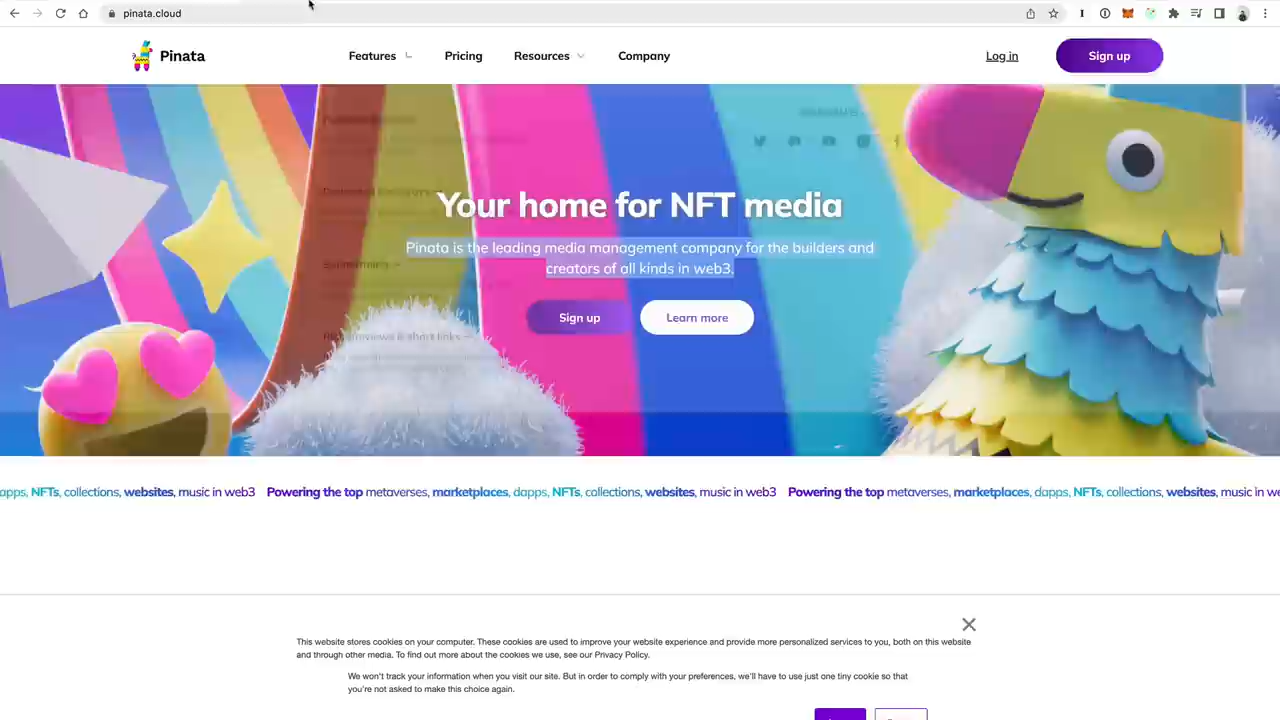 pinata.cloud
Pinata
Features
Pricing
Resources
Company
Log in
Sign up
Your home for NFT media
Pinata is the leading media management company for the builders and
creators of all kinds in web3.
Sign up
Learn more
dapps, NFTs, collections, websites, music in web3 Powering the top metaverses, marketplaces, dapps, NFTs, collections, websites, music in web3 Powering the top metaverses, marketplaces, dapps, NFTs, collections, websites, music in
This website stores cookies on your computer. These cookies are used to improve your website experience and provide more personalized services to you, both on this website
and through other media. To find out more about the cookies we use, see our Privacy Policy.
We won't track your information when you visit our site. But in order to comply with your preferences, we'll have to use just one tiny cookie so that
you're not asked to make this choice again.